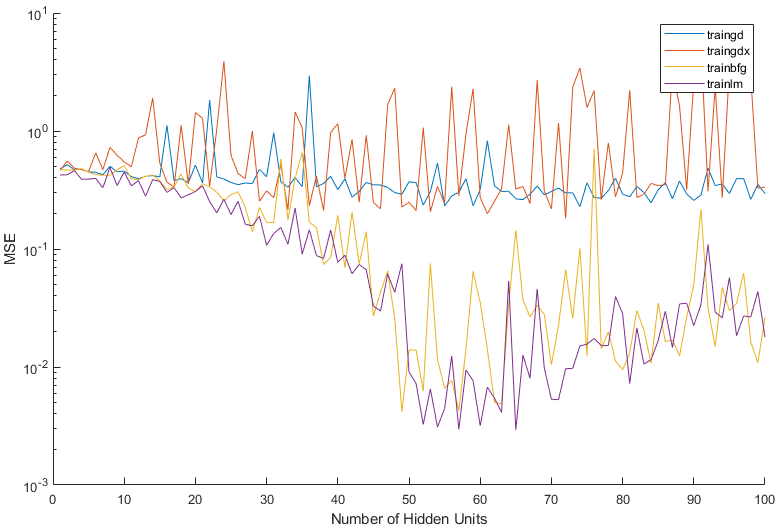 10^1
10^0
10^-1
10^-2
10^-3
MSE
traingd
traingdx
trainbfg
trainlm
0 10 20 30 40 50 60 70 80 90 100
Number of Hidden Units